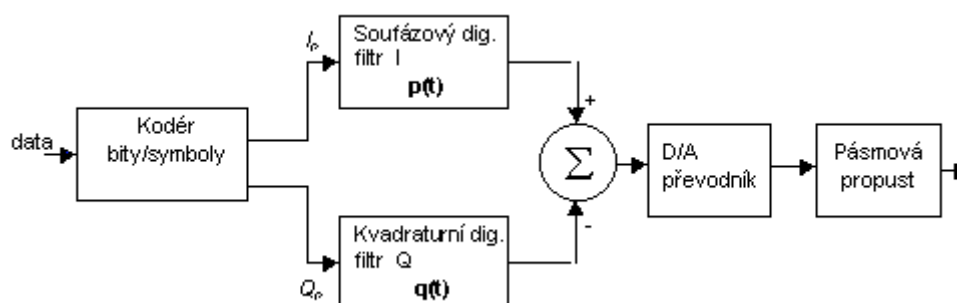 data
Kodér
bity/symboly
Iₚ
Soufázový dig.
filtr I
p(t)
Qₚ
Kvadraturní dig.
filtr Q
q(t)
+
Σ
-
D/A
převodník
Pásmová
propust